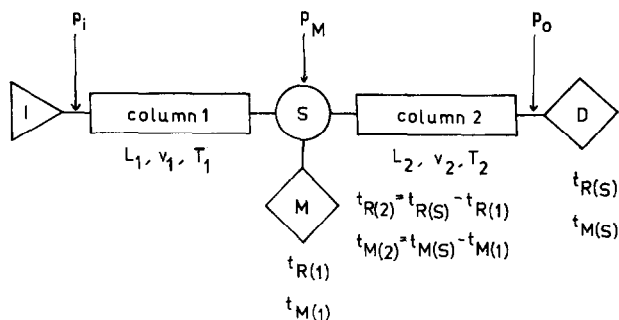 p_i p_M p_o
I column 1 S column 2 D
L_1, v_1, T_1 L_2, v_2, T_2
M
t_R(2)=t_R(S)-t_R(1)
t_M(2)=t_M(S)-t_M(1)
t_R(S)
t_M(S)
t_R(1)
t_M(1)